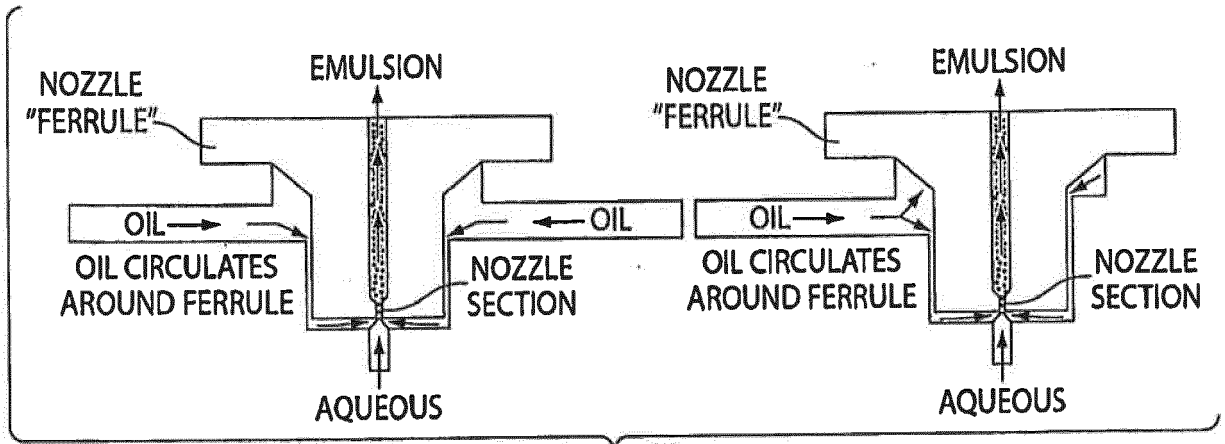 EMULSION
NOZZLE
"FERRULE"
OIL
OIL
OIL CIRCULATES
AROUND FERRULE
NOZZLE
SECTION
AQUEOUS
EMULSION
NOZZLE
"FERRULE"
OIL
OIL CIRCULATES
AROUND FERRULE
NOZZLE
SECTION
AQUEOUS